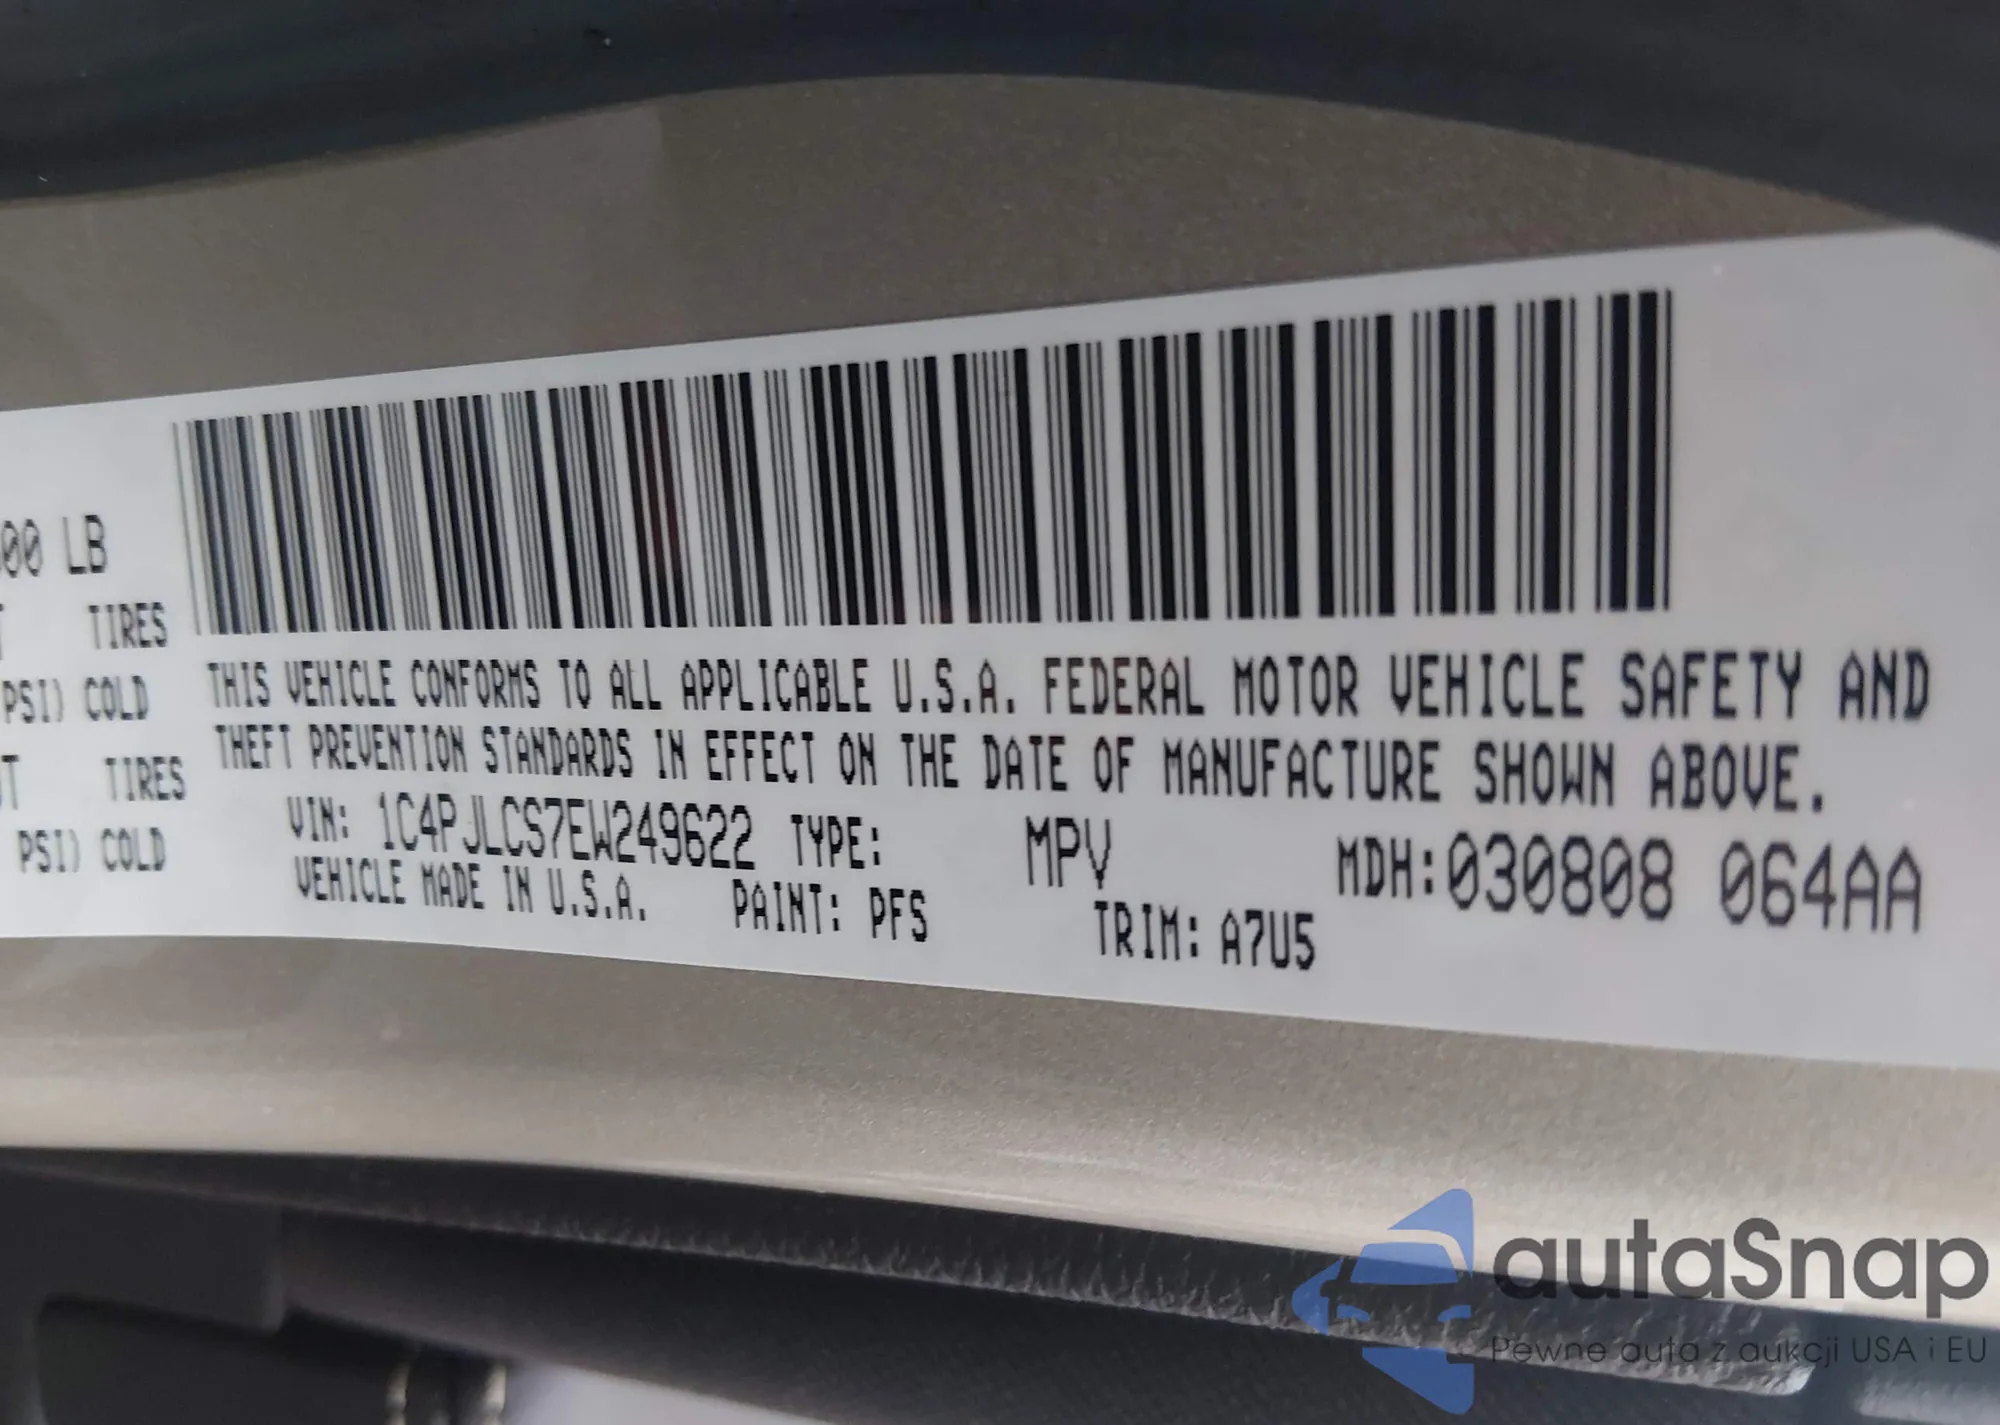 00 LB
TIRES
PSI) COLD
TIRES
PSI) COLD
THIS VEHICLE CONFORMS TO ALL APPLICABLE U.S.A. FEDERAL MOTOR VEHICLE SAFETY AND
THEFT PREVENTION STANDARDS IN EFFECT ON THE DATE OF MANUFACTURE SHOWN ABOVE.
VIN: 1C4PJLCS7EW249622 TYPE: MPV MDH:030808 064AA
VEHICLE MADE IN U.S.A. PAINT: PFS TRIM: A7U5
autaSnap
Pewne auta z aukcji USA i EU